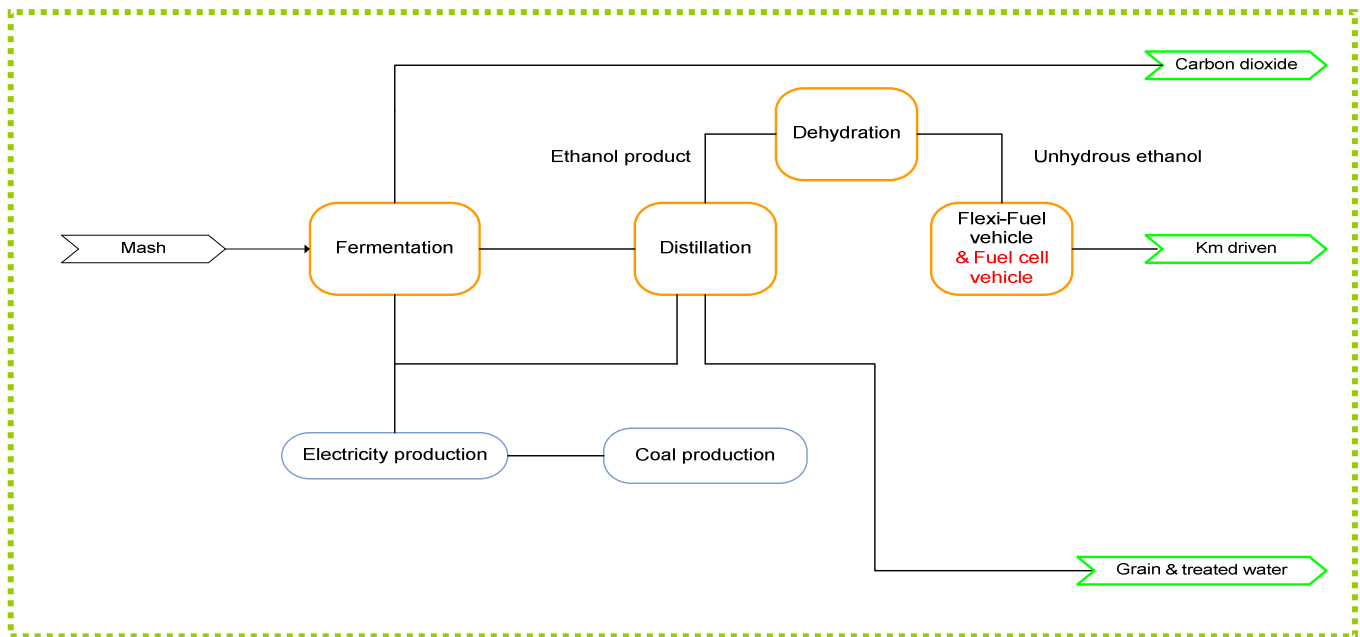 Carbon dioxide
Dehydration
Ethanol product
Unhydrous ethanol
Mash
Fermentation
Distillation
Flexi-Fuel
vehicle
& Fuel cell
vehicle
Km driven
Electricity production
Coal production
Grain & treated water